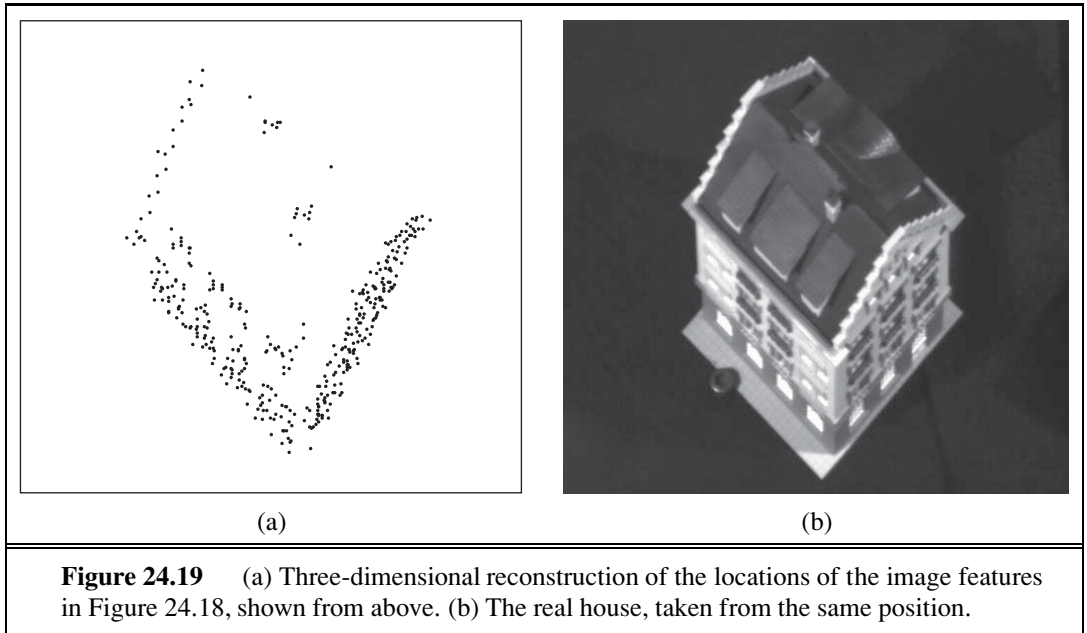 (a)
(b)
Figure 24.19 (a) Three-dimensional reconstruction of the locations of the image features
in Figure 24.18, shown from above. (b) The real house, taken from the same position.